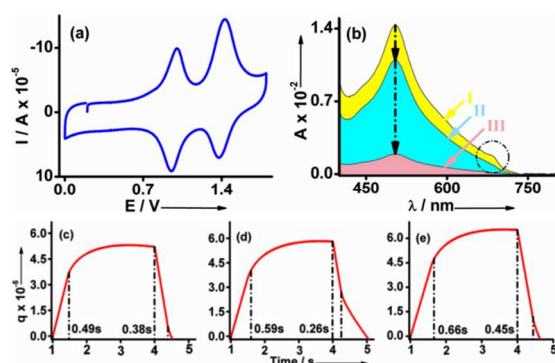 (a)
I / A x 10⁻⁵
-10
0
10
0.0 0.7 1.4
E / V
(b)
A x 10⁻²
1.4
0.7
0.0
I
II
III
450 600 750
λ / nm
(c)
q x 10⁻⁵
6.0
4.5
3.0
1.5
0.0
0.49s 0.38s
1 2 3 4 5
(d)
6.0
4.5
3.0
1.5
0.0
0.59s 0.26s
1 2 3 4 5
(e)
6.0
4.5
3.0
1.5
0.0
0.66s 0.45s
1 2 3 4 5
Time / s